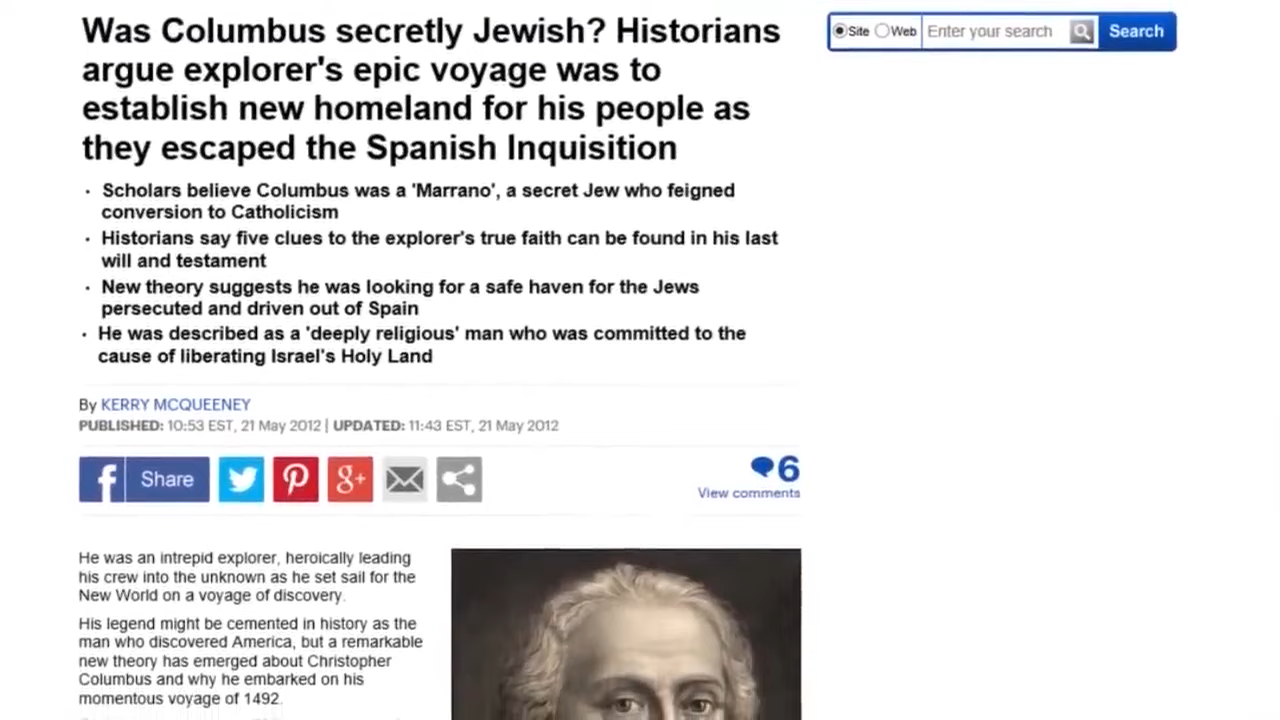 Was Columbus secretly Jewish? Historians
argue explorer's epic voyage was to
establish new homeland for his people as
they escaped the Spanish Inquisition
Site Web Enter your search Search
· Scholars believe Columbus was a 'Marrano', a secret Jew who feigned
conversion to Catholicism
· Historians say five clues to the explorer's true faith can be found in his last
will and testament
· New theory suggests he was looking for a safe haven for the Jews
persecuted and driven out of Spain
· He was described as a 'deeply religious' man who was committed to the
cause of liberating Israel's Holy Land
By KERRY MCQUEENEY
PUBLISHED: 10:53 EST, 21 May 2012 | UPDATED: 11:43 EST, 21 May 2012
f Share g+ 6
View comments
He was an intrepid explorer, heroically leading
his crew into the unknown as he set sail for the
New World on a voyage of discovery.
His legend might be cemented in history as the
man who discovered America, but a remarkable
new theory has emerged about Christopher
Columbus and why he embarked on his
momentous voyage of 1492.